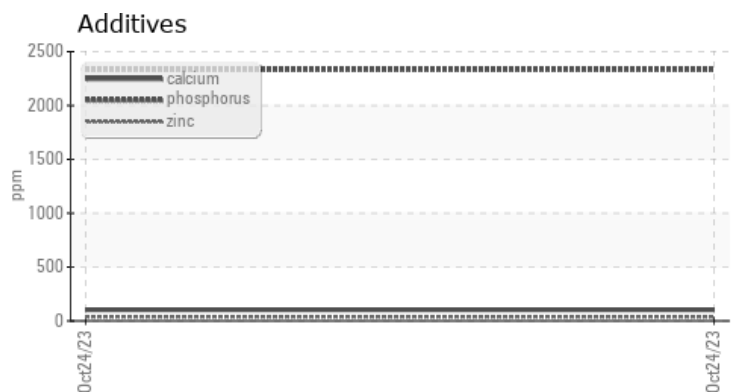 Additives
2500
2000
1500
1000
500
0
ppm
calcium
phosphorus
zinc
Oct24/23
Oct24/23